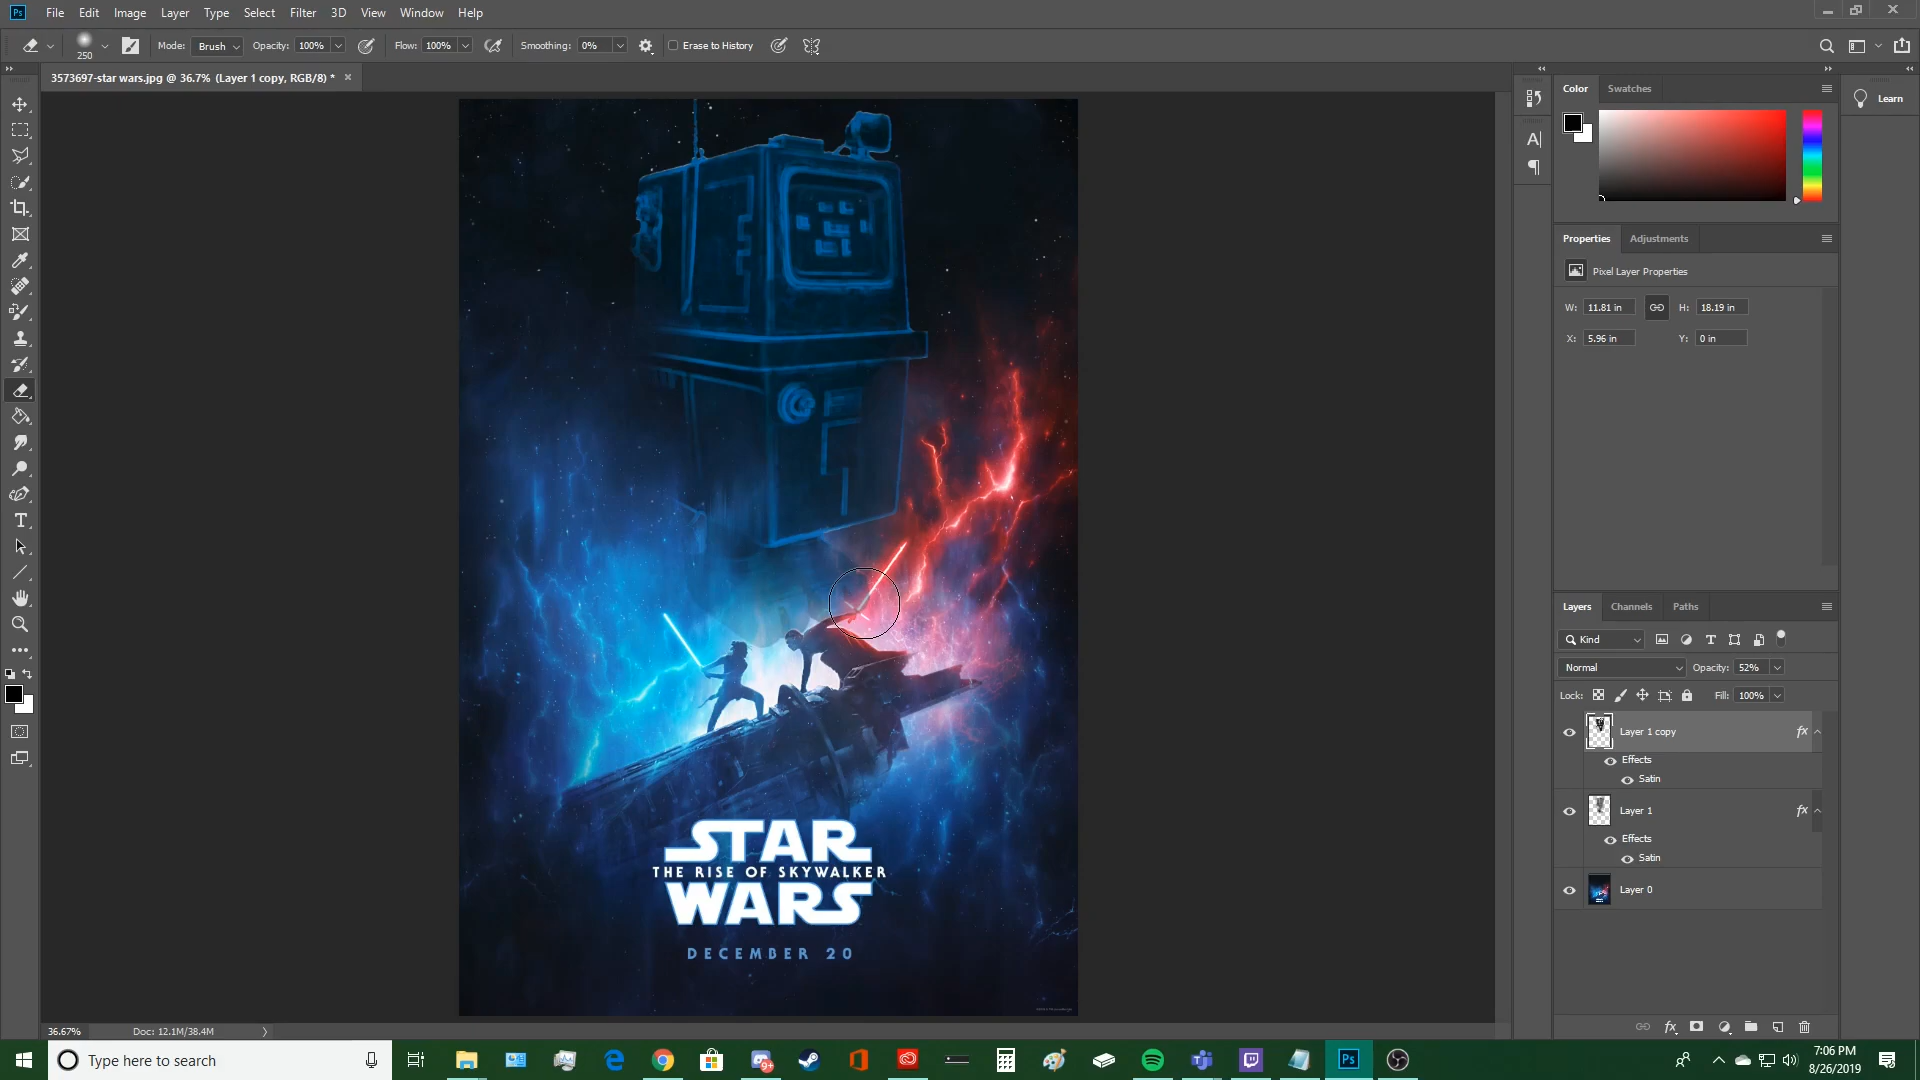 Ps File Edit Image Layer Type Select Filter 3D View Window Help
250 Mode: Brush Opacity: 100% Flow: 100% Smoothing: 0% Erase to History
3573697-star wars.jpg @ 36.7% (Layer 1 copy, RGB/8) *
Color Swatches
Learn
Properties Adjustments
Pixel Layer Properties
W: 11.81 in H: 18.19 in
X: 5.96 in Y: 0 in
Layers Channels Paths
Kind
Normal Opacity: 52%
Lock: Fill: 100%
Layer 1 copy fx
Effects
Satin
Layer 1 fx
Effects
Satin
Layer 0
STAR
THE RISE OF SKYWALKER
WARS
DECEMBER 20
36.67% Doc: 12.1M/38.4M
Type here to search
7:06 PM
8/26/2019